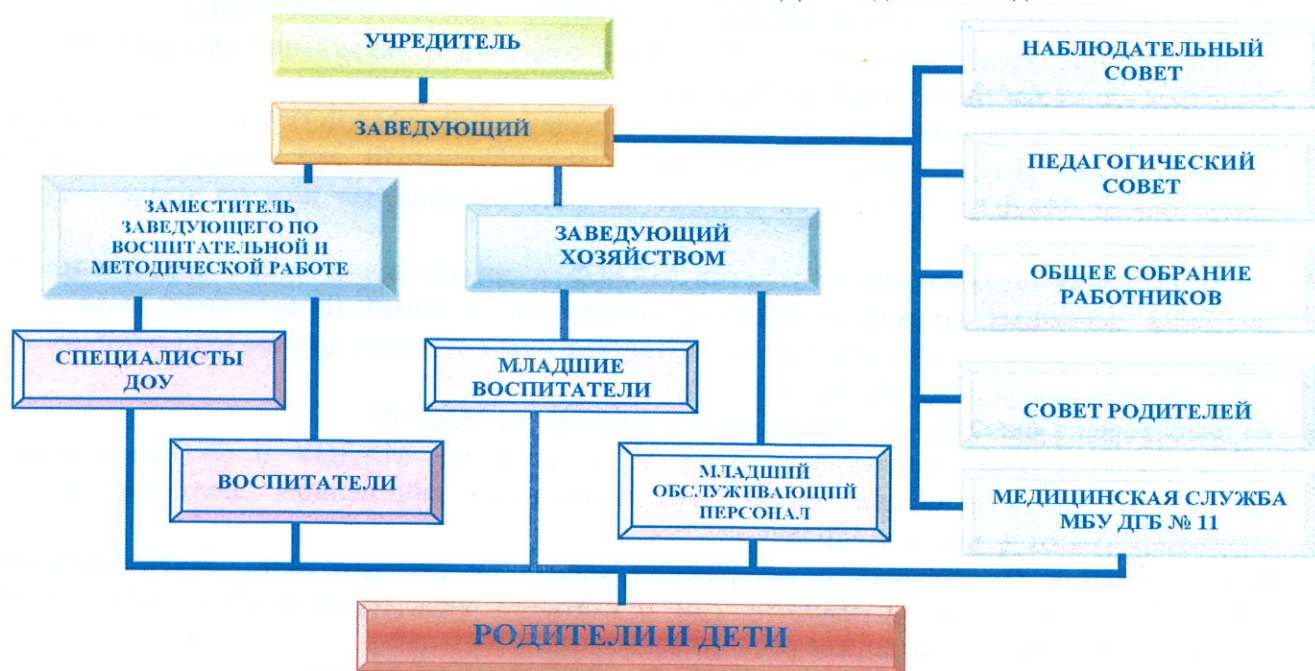 УЧРЕДИТЕЛЬ
ЗАВЕДУЮЩИЙ
НАБЛЮДАТЕЛЬНЫЙ
СОВЕТ
ПЕДАГОГИЧЕСКИЙ
СОВЕТ
ОБЩЕЕ СОБРАНИЕ
РАБОТНИКОВ
СОВЕТ РОДИТЕЛЕЙ
МЕДИЦИНСКАЯ СЛУЖБА
МБУ ДГБ № 11
ЗАМЕСТИТЕЛЬ
ЗАВЕДУЮЩЕГО ПО
ВОСПИТАТЕЛЬНОЙ И
МЕТОДИЧЕСКОЙ РАБОТЕ
ЗАВЕДУЮЩИЙ
ХОЗЯЙСТВОМ
СПЕЦИАЛИСТЫ
ДОУ
МЛАДШИЕ
ВОСПИТАТЕЛИ
ВОСПИТАТЕЛИ
МЛАДШИЙ
ОБСЛУЖИВАЮЩИЙ
ПЕРСОНАЛ
РОДИТЕЛИ И ДЕТИ